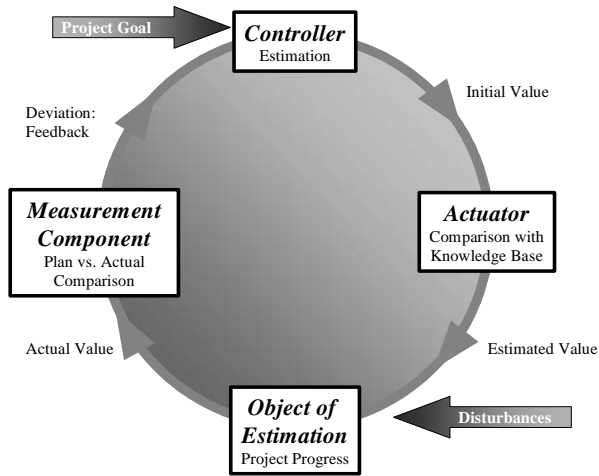 Project Goal
Controller
Estimation
Initial Value
Deviation:
Feedback
Measurement
Component
Plan vs. Actual
Comparison
Actuator
Comparison with
Knowledge Base
Actual Value
Estimated Value
Object of
Estimation
Project Progress
Disturbances